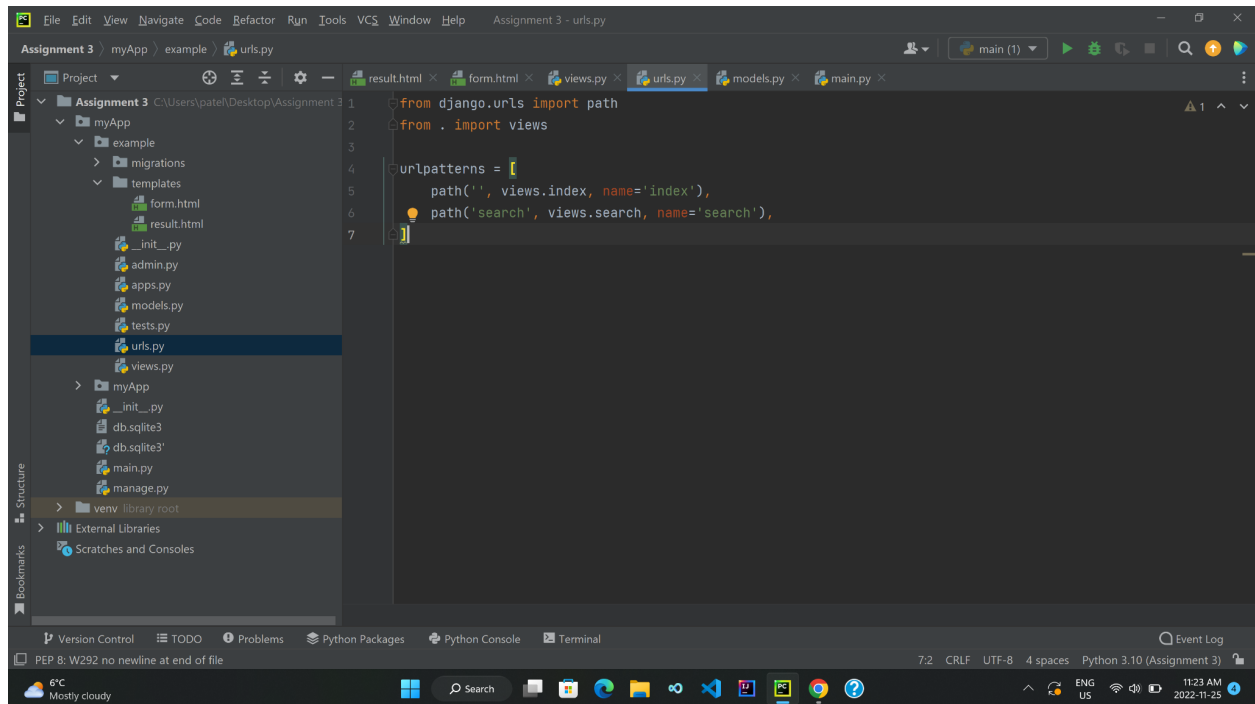 File Edit View Navigate Code Refactor Run Tools VCS Window Help Assignment 3 - urls.py
Assignment 3 myApp example urls.py main (1)
Project
Project
result.html form.html views.py urls.py models.py main.py
Assignment 3 C:\Users\patel\Desktop\Assignment 3
myApp
example
migrations
templates
form.html
result.html
__init__.py
admin.py
apps.py
models.py
tests.py
urls.py
views.py
myApp
__init__.py
db.sqlite3
db.sqlite3'
main.py
manage.py
venv library root
External Libraries
Scratches and Consoles
1 from django.urls import path
2 from . import views
3
4 urlpatterns = [
5 path('', views.index, name='index'),
6 path('search', views.search, name='search'),
7 ]
1
Structure
Bookmarks
Version Control TODO Problems Python Packages Python Console Terminal Event Log
PEP 8: W292 no newline at end of file 7:2 CRLF UTF-8 4 spaces Python 3.10 (Assignment 3)
6°C
Mostly cloudy
Search
ENG
US
11:23 AM
2022-11-25
4